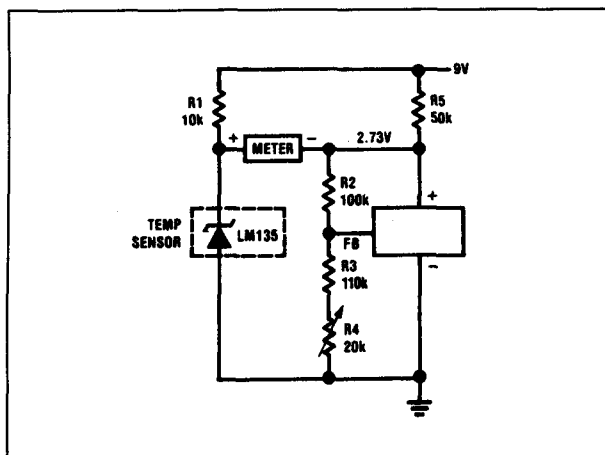 9V
R1
10k
R5
50k
+ METER -
2.73V
R2
100k
+
TEMP
SENSOR
LM135
FB
-
R3
110k
R4
20k